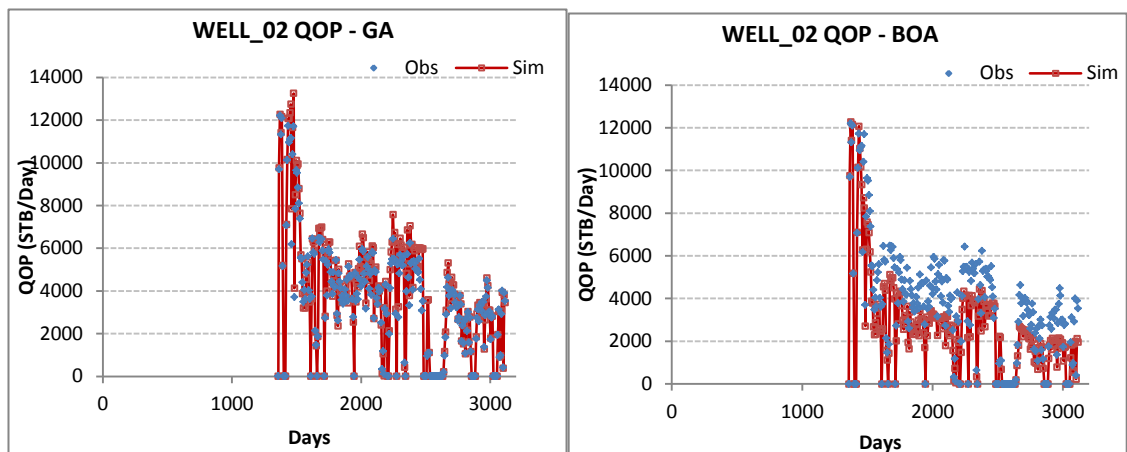 WELL_02 QOP - GA
Obs Sim
QOP (STB/Day)
14000
12000
10000
8000
6000
4000
2000
0
0 1000 2000 3000
Days
WELL_02 QOP - BOA
Obs Sim
QOP (STB/Day)
14000
12000
10000
8000
6000
4000
2000
0
0 1000 2000 3000
Days